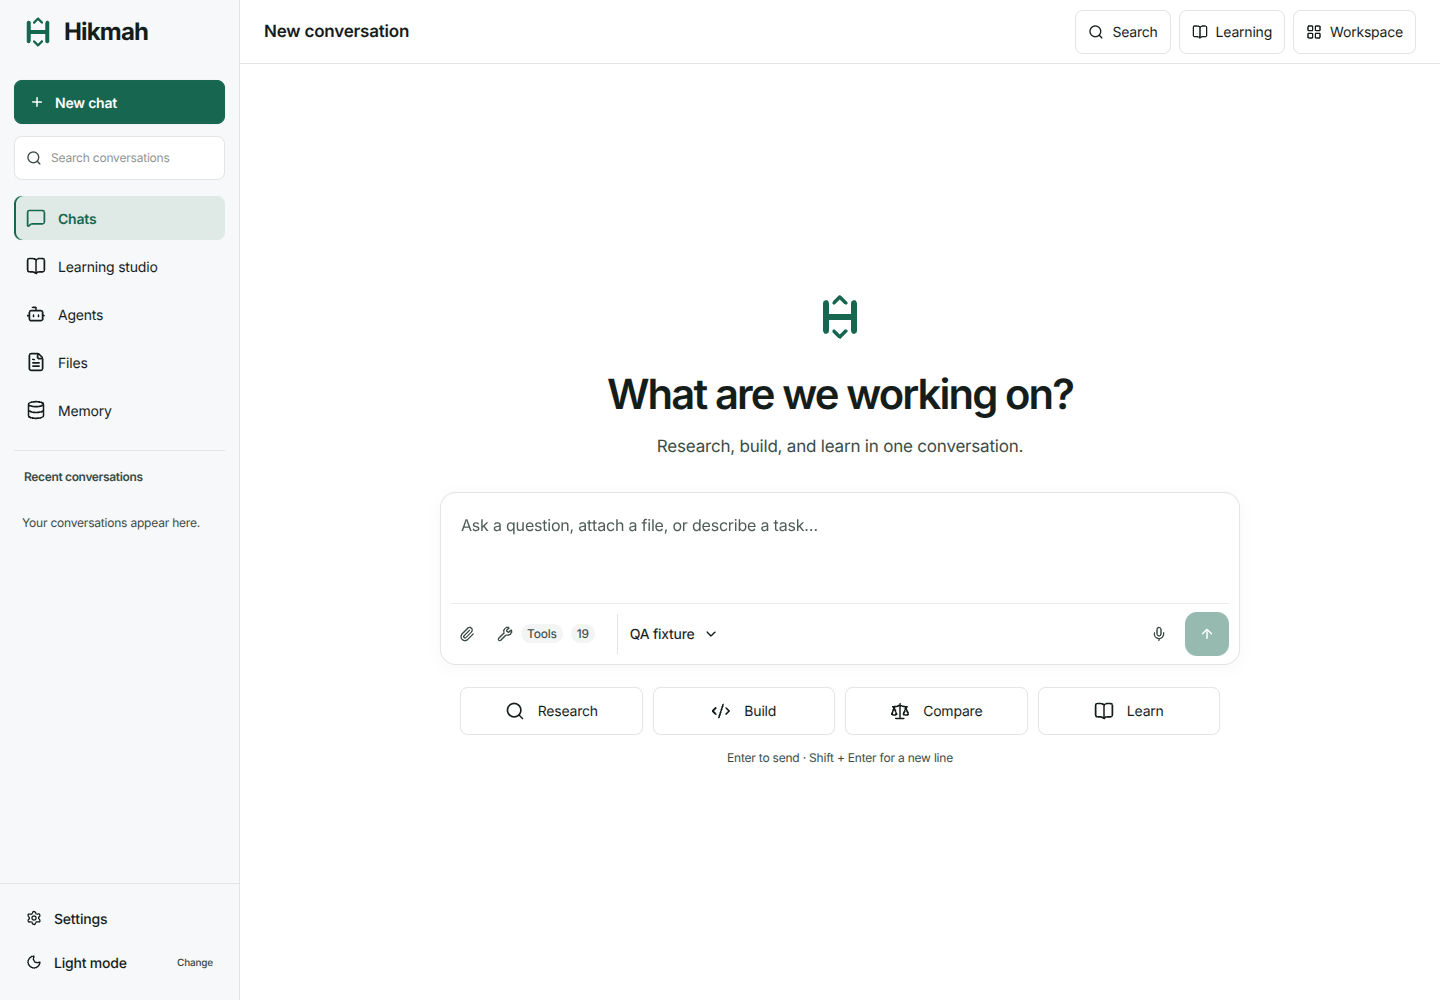 Hikmah
New conversation
Search
Learning
Workspace
New chat
Search conversations
Chats
Learning studio
Agents
Files
Memory
Recent conversations
Your conversations appear here.
What are we working on?
Research, build, and learn in one conversation.
Ask a question, attach a file, or describe a task...
Tools 19
QA fixture
Research
Build
Compare
Learn
Enter to send · Shift + Enter for a new line
Settings
Light mode Change